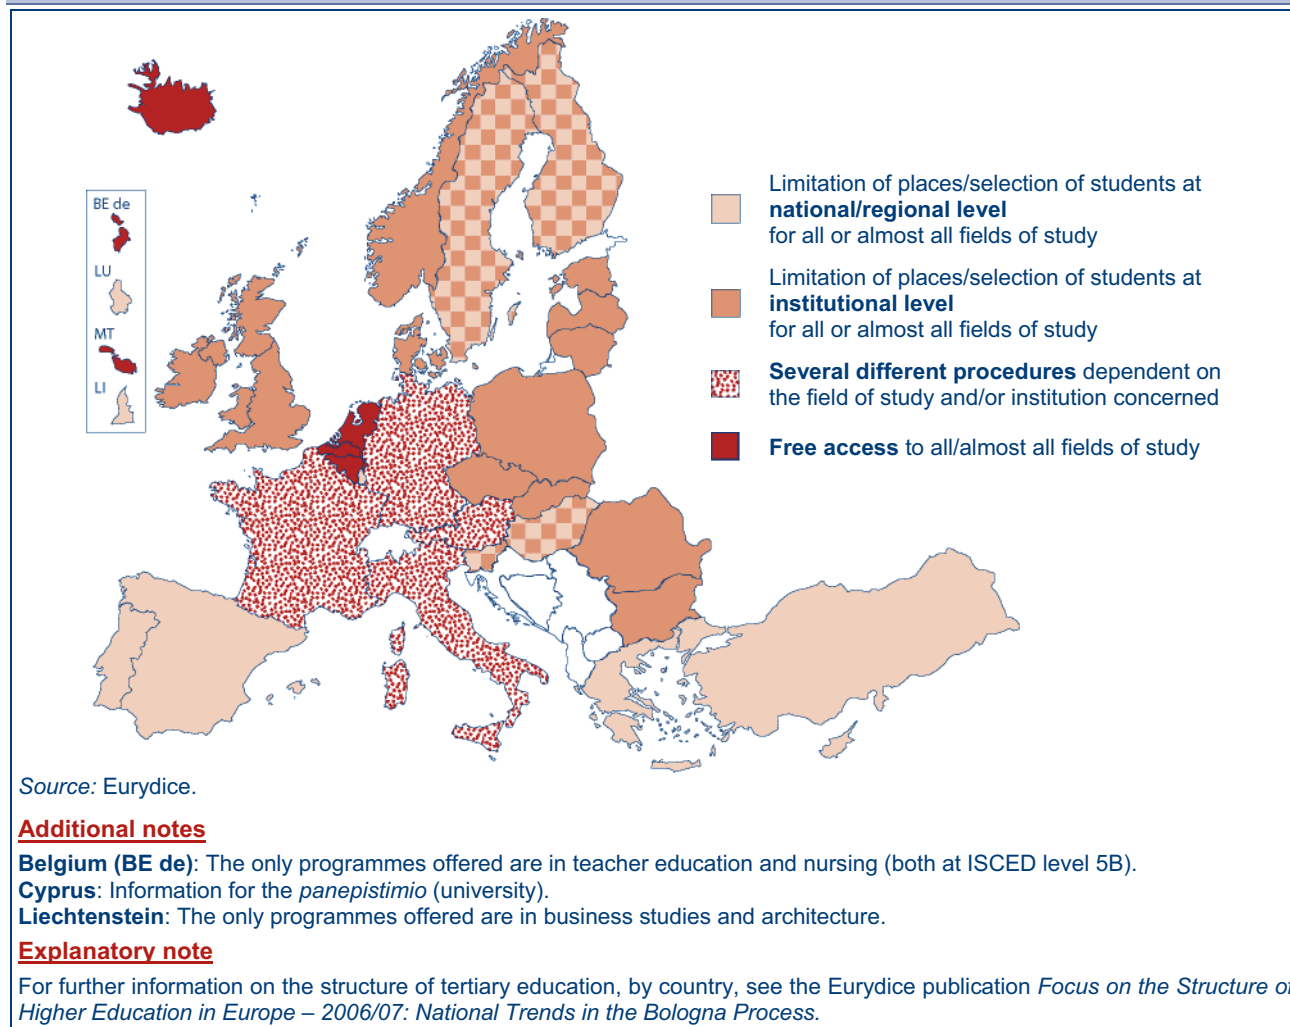 BE de
LU
MT
LI
Limitation of places/selection of students at
national/regional level
for all or almost all fields of study
Limitation of places/selection of students at
institutional level
for all or almost all fields of study
Several different procedures dependent on
the field of study and/or institution concerned
Free access to all/almost all fields of study
Source: Eurydice.
Additional notes
Belgium (BE de): The only programmes offered are in teacher education and nursing (both at ISCED level 5B).
Cyprus: Information for the panepistimio (university).
Liechtenstein: The only programmes offered are in business studies and architecture.
Explanatory note
For further information on the structure of tertiary education, by country, see the Eurydice publication Focus on the Structure of
Higher Education in Europe – 2006/07: National Trends in the Bologna Process.